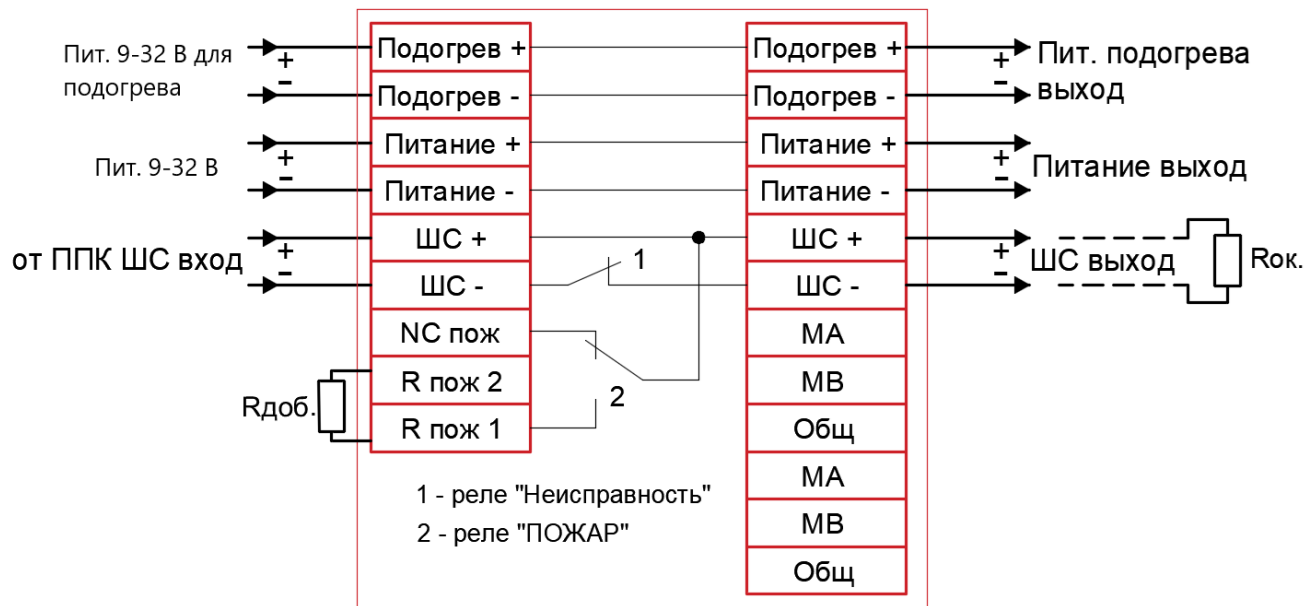 Пит. 9-32 В для
подогрева
Пит. 9-32 В
от ППК ШС вход
Rдоб.
+
-
+
-
+
-
Подогрев +
Подогрев -
Питание +
Питание -
ШС +
ШС -
NC пож
R пож 2
R пож 1
1
2
1 - реле "Неисправность"
2 - реле "ПОЖАР"
Подогрев +
Подогрев -
Питание +
Питание -
ШС +
ШС -
МА
МВ
Общ
МА
МВ
Общ
+
-
+
-
+
-
Пит. подогрева
выход
Питание выход
ШС выход
Rок.